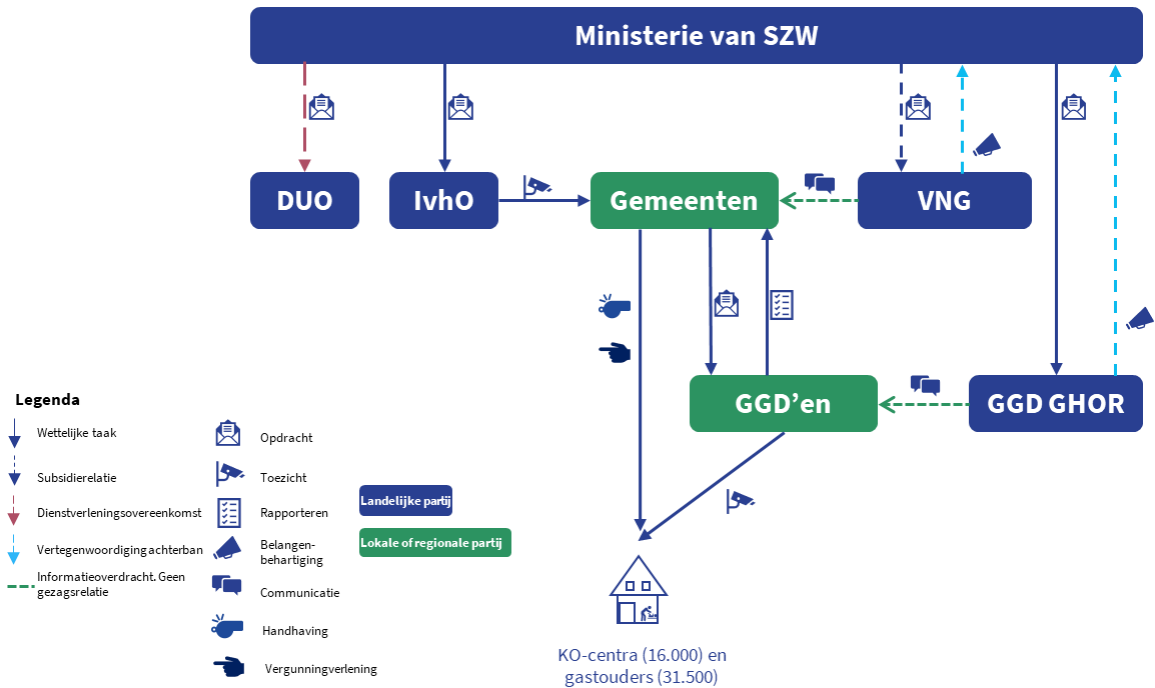 Ministerie van SZW
DUO
IvhO
Gemeenten
VNG
GGD’en
GGD GHOR
Legenda
Wettelijke taak
Subsidierelatie
Dienstverleningsovereenkomst
Vertegenwoordiging achterban
Informatieoverdracht. Geen
gezagsrelatie
Opdracht
Toezicht
Rapporteren
Belangen-
behartiging
Communicatie
Handhaving
Vergunningverlening
Landelijke partij
Lokale of regionale partij
KO-centra (16.000) en
gastouders (31.500)